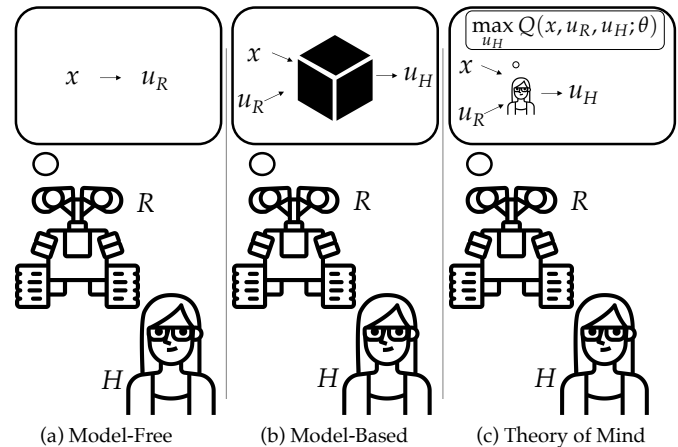 x → u_R
R
H
(a) Model-Free
x
u_R
→ u_H
R
H
(b) Model-Based
max Q(x, u_R, u_H; θ)
u_H
x
u_R
→ u_H
R
H
(c) Theory of Mind